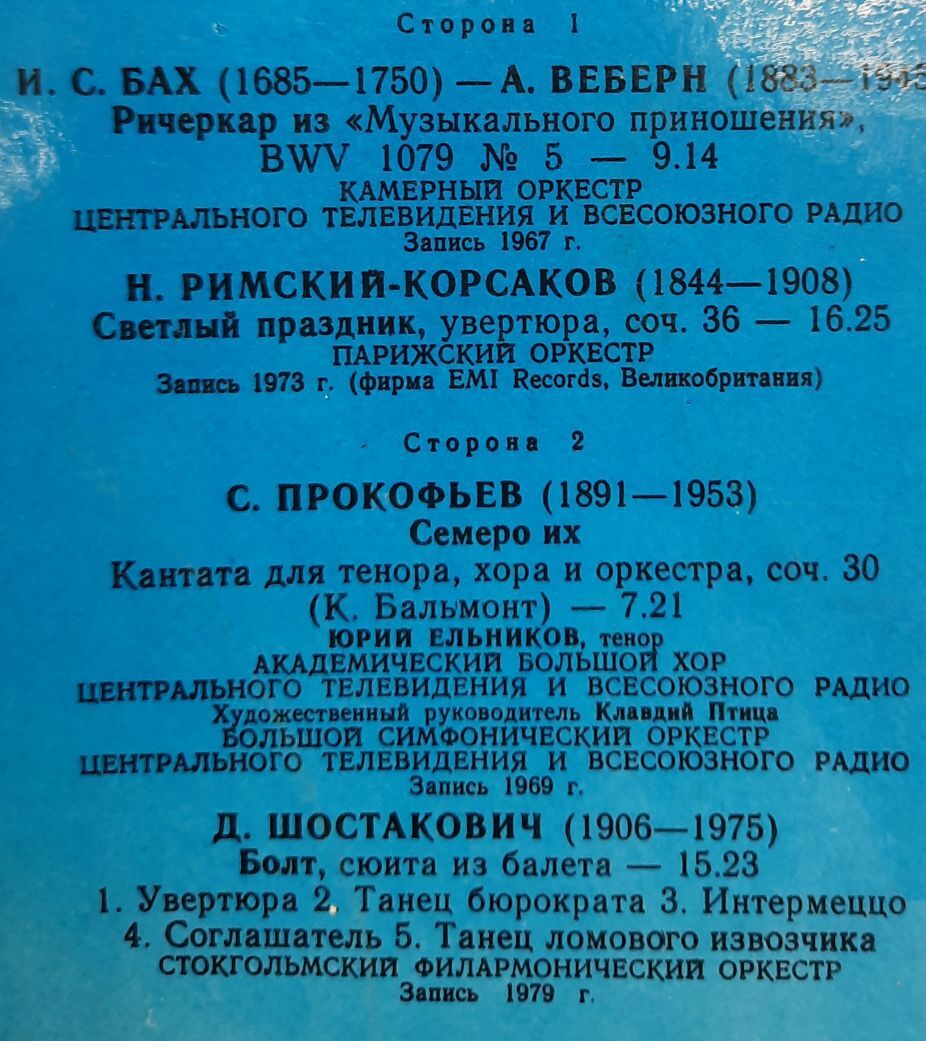 Сторона 1
И. С. БАХ (1685—1750) — А. ВЕБЕРН (1883—1945
Ричеркар из «Музыкального приношения»,
BWV 1079 № 5 — 9.14
КАМЕРНЫЙ ОРКЕСТР
ЦЕНТРАЛЬНОГО ТЕЛЕВИДЕНИЯ И ВСЕСОЮЗНОГО РАДИО
Запись 1967 г.
Н. РИМСКИЙ-КОРСАКОВ (1844—1908)
Светлый праздник, увертюра, соч. 36 — 16.25
ПАРИЖСКИЙ ОРКЕСТР
Запись 1973 г. (фирма EMI Records, Великобритания)
Сторона 2
С. ПРОКОФЬЕВ (1891—1953)
Семеро их
Кантата для тенора, хора и оркестра, соч. 30
(К. Бальмонт) — 7.21
ЮРИЙ ЕЛЬНИКОВ, тенор
АКАДЕМИЧЕСКИЙ БОЛЬШОЙ ХОР
ЦЕНТРАЛЬНОГО ТЕЛЕВИДЕНИЯ И ВСЕСОЮЗНОГО РАДИО
Художественный руководитель Клавдий Птица
БОЛЬШОЙ СИМФОНИЧЕСКИЙ ОРКЕСТР
ЦЕНТРАЛЬНОГО ТЕЛЕВИДЕНИЯ И ВСЕСОЮЗНОГО РАДИО
Запись 1969 г.
Д. ШОСТАКОВИЧ (1906—1975)
Болт, сюита из балета — 15.23
1. Увертюра 2. Танец бюрократа 3. Интермеццо
4. Соглашатель 5. Танец ломового извозчика
СТОКГОЛЬМСКИЙ ФИЛАРМОНИЧЕСКИЙ ОРКЕСТР
Запись 1979 г.